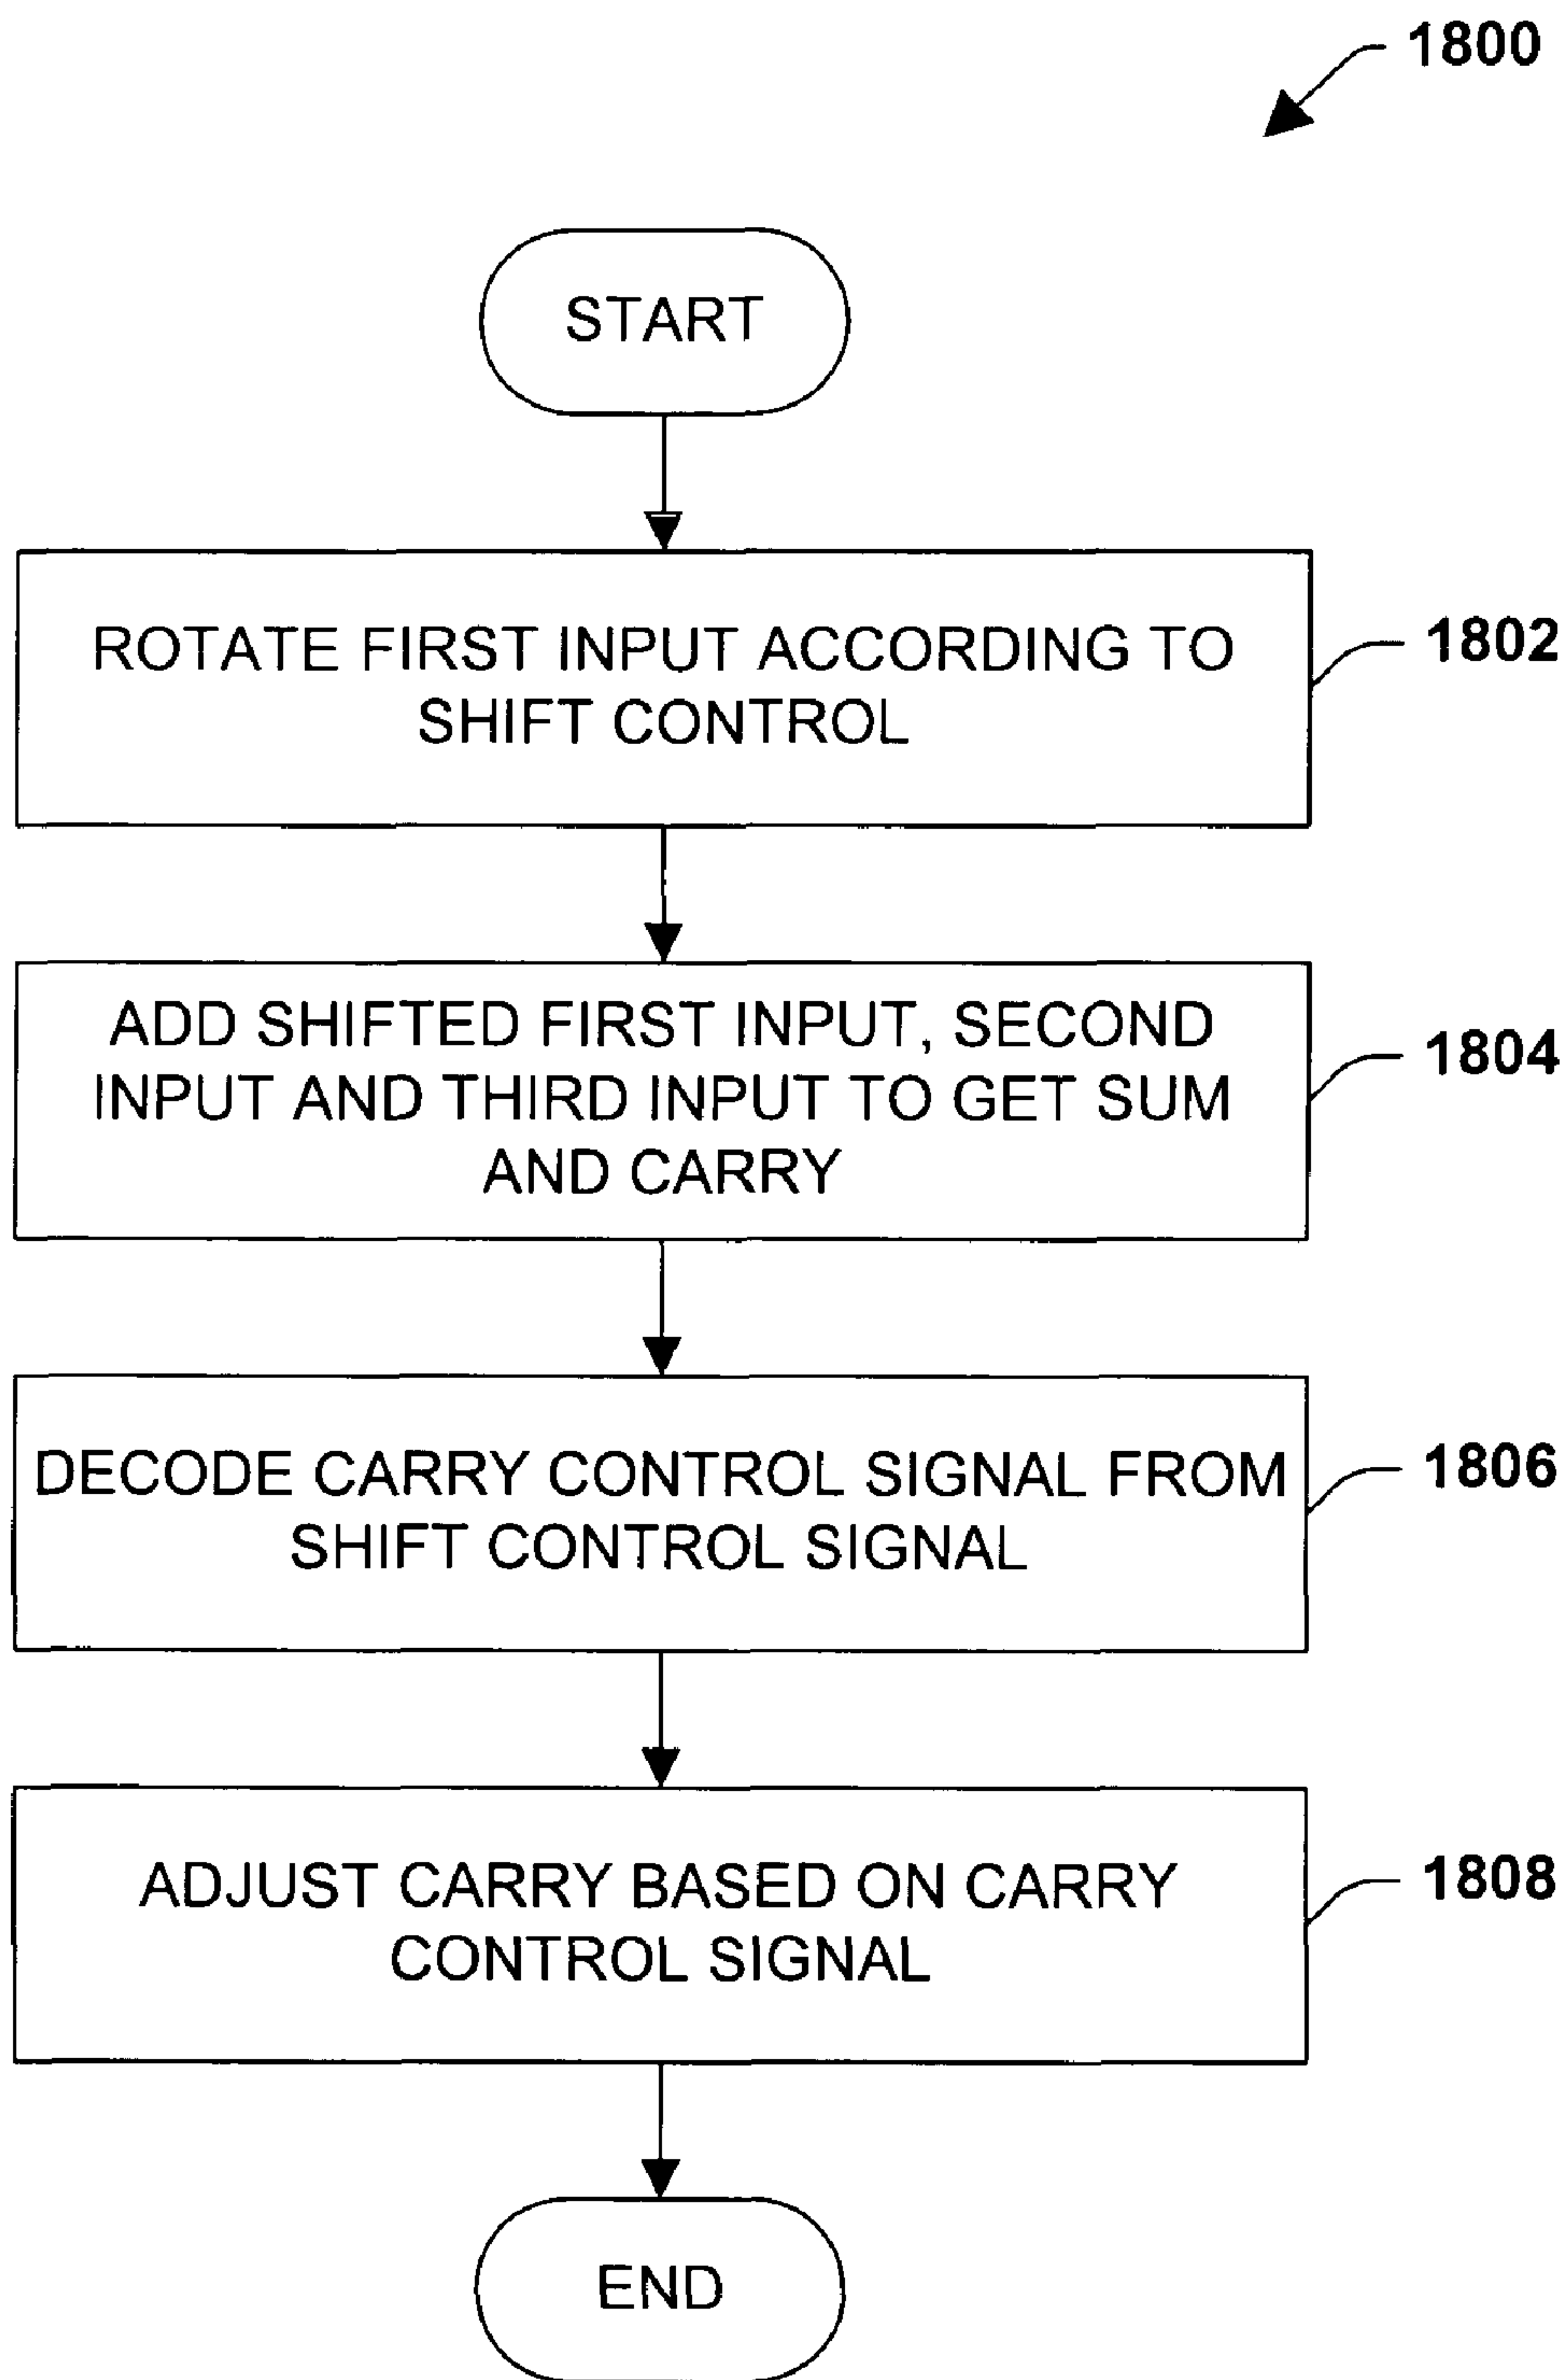 1800
START
ROTATE FIRST INPUT ACCORDING TO
SHIFT CONTROL
1802
ADD SHIFTED FIRST INPUT, SECOND
INPUT AND THIRD INPUT TO GET SUM
AND CARRY
1804
DECODE CARRY CONTROL SIGNAL FROM
SHIFT CONTROL SIGNAL
1806
ADJUST CARRY BASED ON CARRY
CONTROL SIGNAL
1808
END